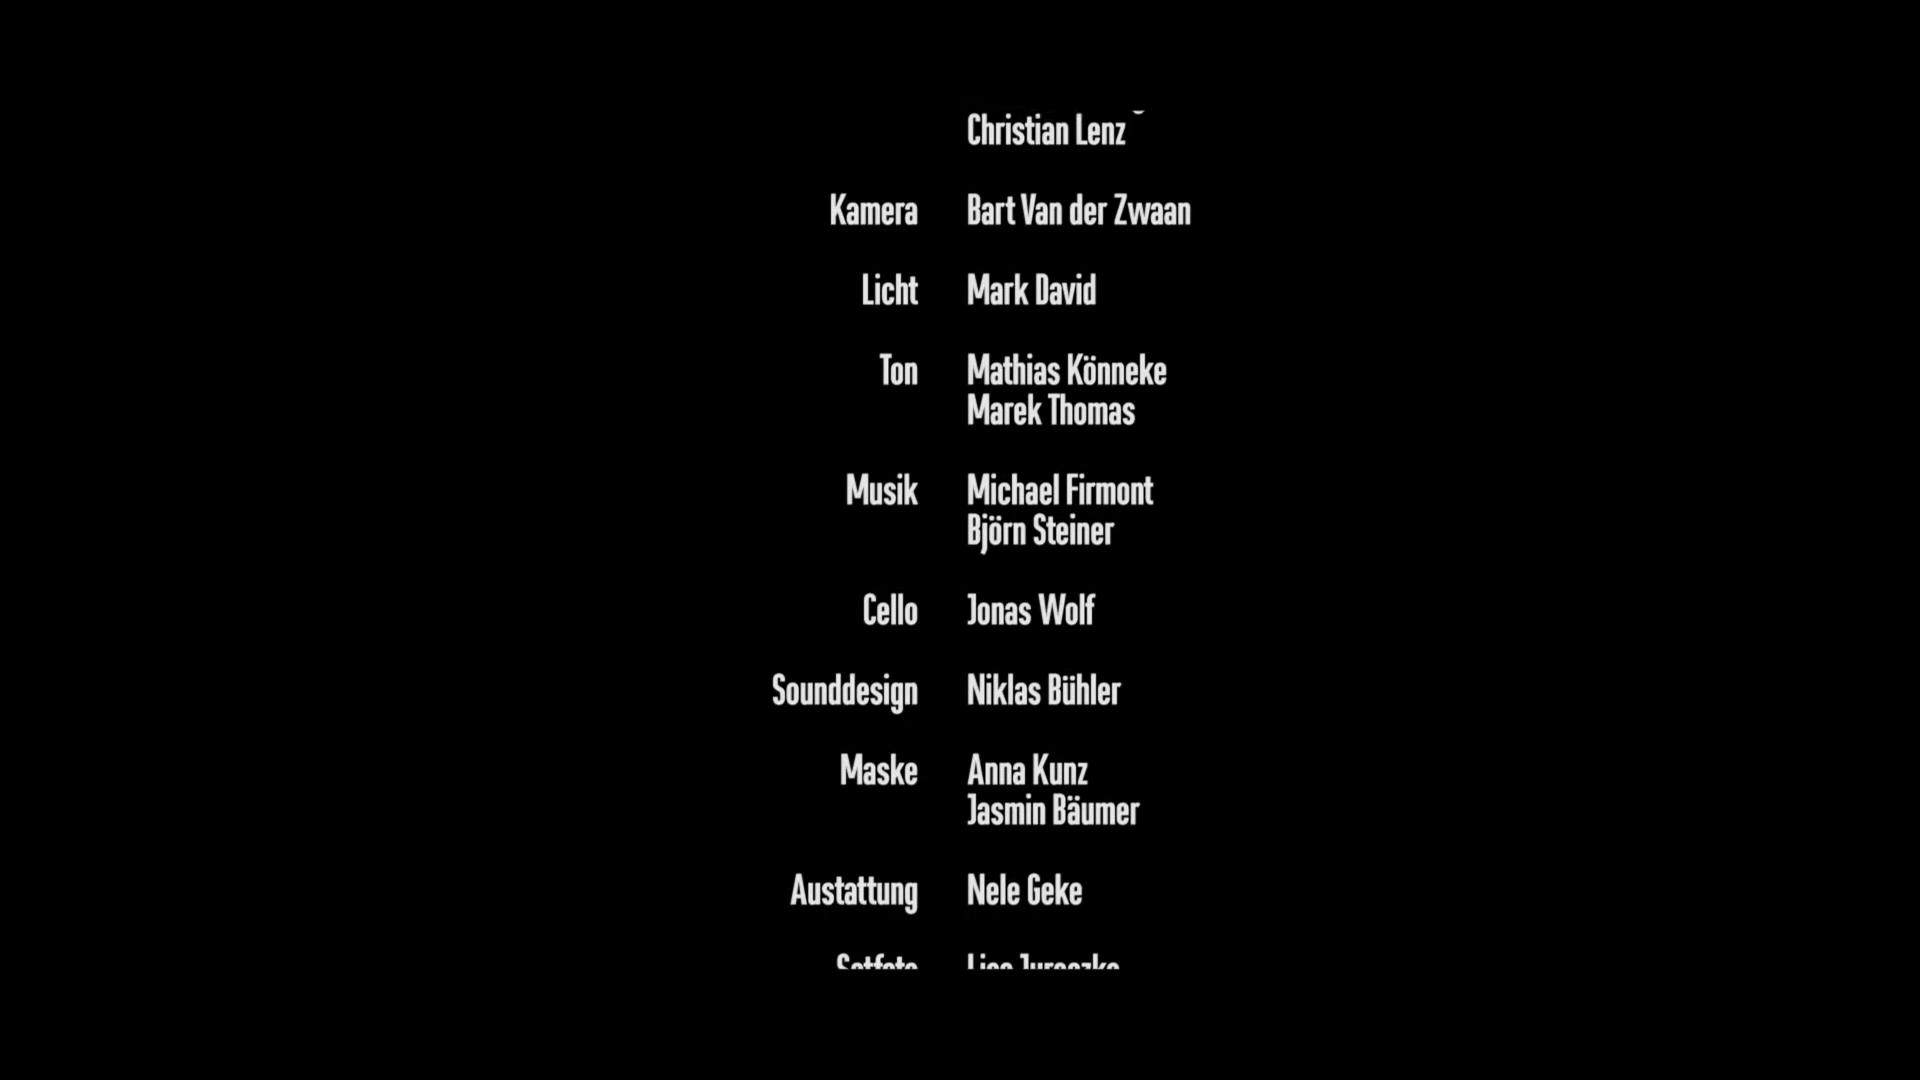 Christian Lenz
Kamera Bart Van der Zwaan
Licht Mark David
Ton Mathias Könneke
Marek Thomas
Musik Michael Firmont
Björn Steiner
Cello Jonas Wolf
Sounddesign Niklas Bühler
Maske Anna Kunz
Jasmin Bäumer
Austattung Nele Geke
Setfoto